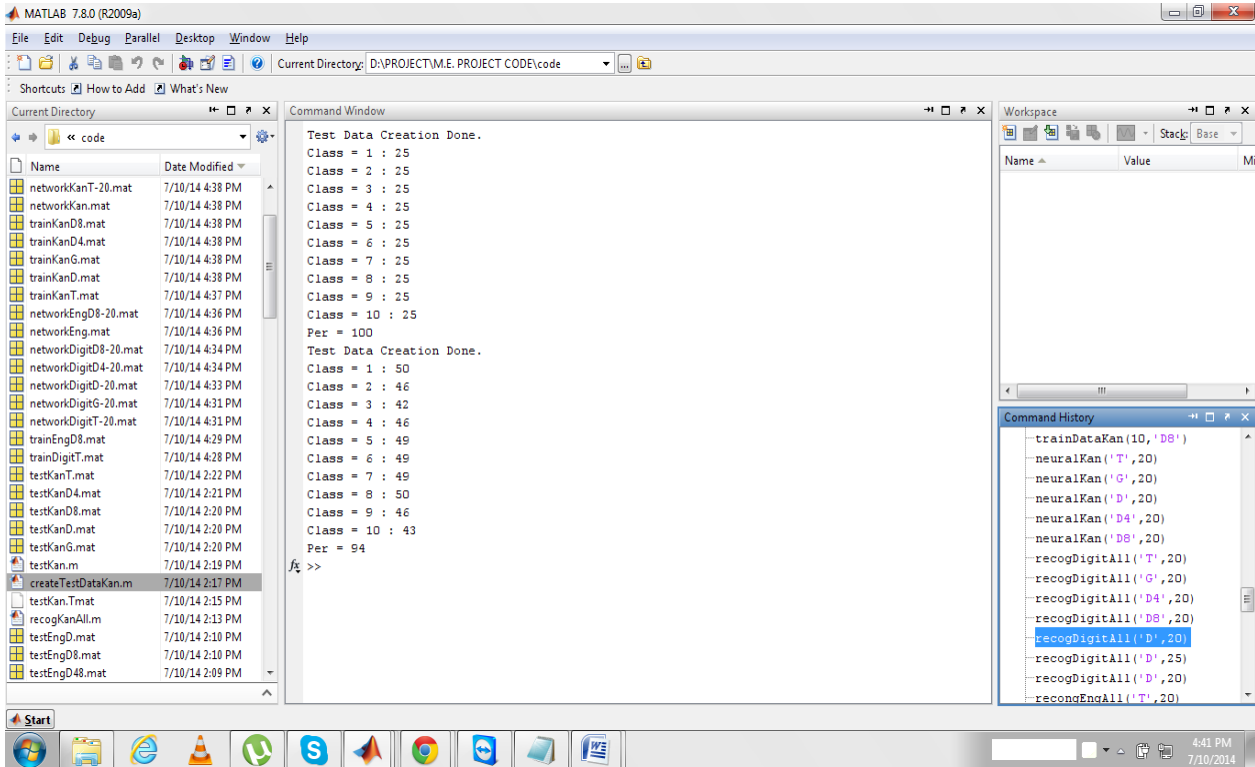 MATLAB 7.8.0 (R2009a)
File Edit Debug Parallel Desktop Window Help
Current Directory: D:\PROJECT\M.E. PROJECT CODE\code
Shortcuts How to Add What's New
Current Directory
« code
Name Date Modified
networkKanT-20.mat 7/10/14 4:38 PM
networkKan.mat 7/10/14 4:38 PM
trainKanD8.mat 7/10/14 4:38 PM
trainKanD4.mat 7/10/14 4:38 PM
trainKanG.mat 7/10/14 4:38 PM
trainKanD.mat 7/10/14 4:38 PM
trainKanT.mat 7/10/14 4:37 PM
networkEngD8-20.mat 7/10/14 4:36 PM
networkEng.mat 7/10/14 4:36 PM
networkDigitD8-20.mat 7/10/14 4:34 PM
networkDigitD4-20.mat 7/10/14 4:34 PM
networkDigitD-20.mat 7/10/14 4:33 PM
networkDigitG-20.mat 7/10/14 4:31 PM
networkDigitT-20.mat 7/10/14 4:31 PM
trainEngD8.mat 7/10/14 4:29 PM
trainDigitT.mat 7/10/14 4:28 PM
testKanT.mat 7/10/14 2:22 PM
testKanD4.mat 7/10/14 2:21 PM
testKanD8.mat 7/10/14 2:20 PM
testKanD.mat 7/10/14 2:20 PM
testKanG.mat 7/10/14 2:20 PM
testKan.m 7/10/14 2:19 PM
createTestDataKan.m 7/10/14 2:17 PM
testKan.Tmat 7/10/14 2:15 PM
recogKanAll.m 7/10/14 2:13 PM
testEngD.mat 7/10/14 2:10 PM
testEngD8.mat 7/10/14 2:10 PM
testEngD48.mat 7/10/14 2:09 PM
Command Window
Test Data Creation Done.
Class = 1 : 25
Class = 2 : 25
Class = 3 : 25
Class = 4 : 25
Class = 5 : 25
Class = 6 : 25
Class = 7 : 25
Class = 8 : 25
Class = 9 : 25
Class = 10 : 25
Per = 100
Test Data Creation Done.
Class = 1 : 50
Class = 2 : 46
Class = 3 : 42
Class = 4 : 46
Class = 5 : 49
Class = 6 : 49
Class = 7 : 49
Class = 8 : 50
Class = 9 : 46
Class = 10 : 43
Per = 94
fx >>
Workspace
Stack: Base
Name Value Mi
Command History
trainDataKan(10,'D8')
neuralKan('T',20)
neuralKan('G',20)
neuralKan('D',20)
neuralKan('D4',20)
neuralKan('D8',20)
recogDigitAll('T',20)
recogDigitAll('G',20)
recogDigitAll('D4',20)
recogDigitAll('D8',20)
recogDigitAll('D',20)
recogDigitAll('D',25)
recogDigitAll('D',20)
recongEngAll('T',20)
Start
4:41 PM
7/10/2014